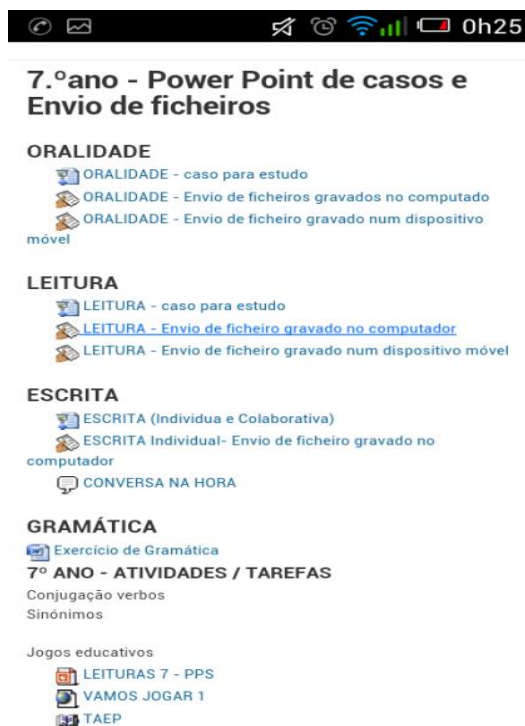 0h25
7.ºano - Power Point de casos e
Envio de ficheiros
ORALIDADE
ORALIDADE - caso para estudo
ORALIDADE - Envio de ficheiros gravados no computado
ORALIDADE - Envio de ficheiro gravado num dispositivo
móvel
LEITURA
LEITURA - caso para estudo
LEITURA - Envio de ficheiro gravado no computador
LEITURA - Envio de ficheiro gravado num dispositivo móvel
ESCRITA
ESCRITA (Individua e Colaborativa)
ESCRITA Individual- Envio de ficheiro gravado no
computador
CONVERSA NA HORA
GRAMÁTICA
Exercício de Gramática
7º ANO - ATIVIDADES / TAREFAS
Conjugação verbos
Sinónimos
Jogos educativos
LEITURAS 7 - PPS
VAMOS JOGAR 1
TAEP